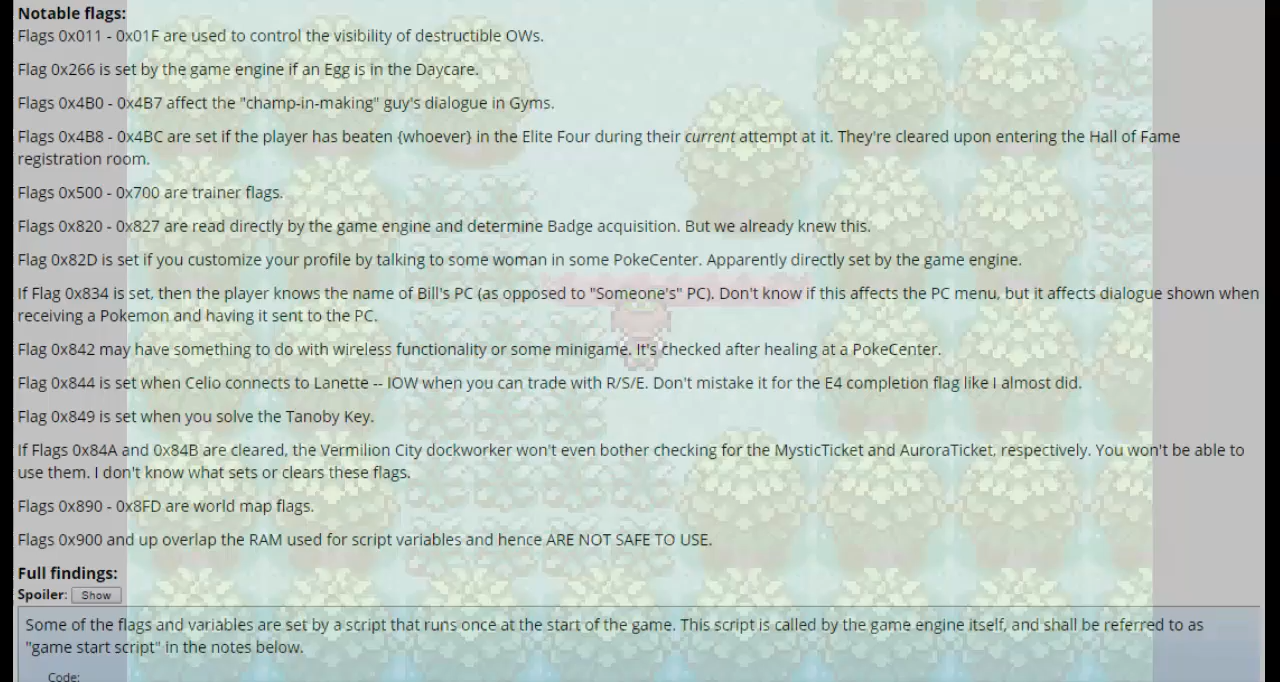 Notable flags:
Flags 0x011 - 0x01F are used to control the visibility of destructible OWs.
Flag 0x266 is set by the game engine if an Egg is in the Daycare.
Flags 0x4B0 - 0x4B7 affect the "champ-in-making" guy's dialogue in Gyms.
Flags 0x4B8 - 0x4BC are set if the player has beaten {whoever} in the Elite Four during their current attempt at it. They're cleared upon entering the Hall of Fame
registration room.
Flags 0x500 - 0x700 are trainer flags.
Flags 0x820 - 0x827 are read directly by the game engine and determine Badge acquisition. But we already knew this.
Flag 0x82D is set if you customize your profile by talking to some woman in some PokeCenter. Apparently directly set by the game engine.
If Flag 0x834 is set, then the player knows the name of Bill's PC (as opposed to "Someone's" PC). Don't know if this affects the PC menu, but it affects dialogue shown when
receiving a Pokemon and having it sent to the PC.
Flag 0x842 may have something to do with wireless functionality or some minigame. It's checked after healing at a PokeCenter.
Flag 0x844 is set when Celio connects to Lanette -- IOW when you can trade with R/S/E. Don't mistake it for the E4 completion flag like I almost did.
Flag 0x849 is set when you solve the Tanoby Key.
If Flags 0x84A and 0x84B are cleared, the Vermilion City dockworker won't even bother checking for the MysticTicket and AuroraTicket, respectively. You won't be able to
use them. I don't know what sets or clears these flags.
Flags 0x890 - 0x8FD are world map flags.
Flags 0x900 and up overlap the RAM used for script variables and hence ARE NOT SAFE TO USE.
Full findings:
Spoiler: Show
Some of the flags and variables are set by a script that runs once at the start of the game. This script is called by the game engine itself, and shall be referred to as
"game start script" in the notes below.
Code: